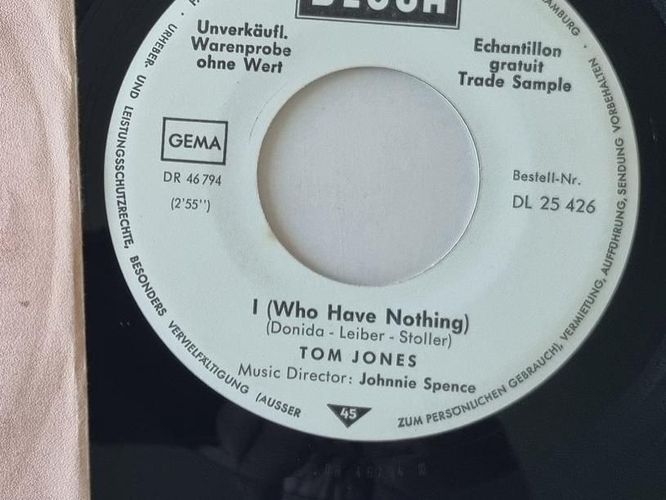 DECCA
Unverkäufl.
Warenprobe
ohne Wert
Echantillon
gratuit
Trade Sample
GEMA
DR 46 794
(2'55'')
Bestell-Nr.
DL 25 426
I (Who Have Nothing)
(Donida - Leiber - Stoller)
TOM JONES
Music Director: Johnnie Spence
45
URHEBER- UND LEISTUNGSSCHUTZRECHTE, BESONDERS VERVIELFÄLTIGUNG (AUSSER
ZUM PERSÖNLICHEN GEBRAUCH), VERMIETUNG, AUFFÜHRUNG, SENDUNG VORBEHALTEN ·